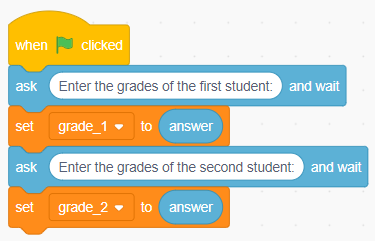 when clicked
ask Enter the grades of the first student: and wait
set grade_1 to answer
ask Enter the grades of the second student: and wait
set grade_2 to answer